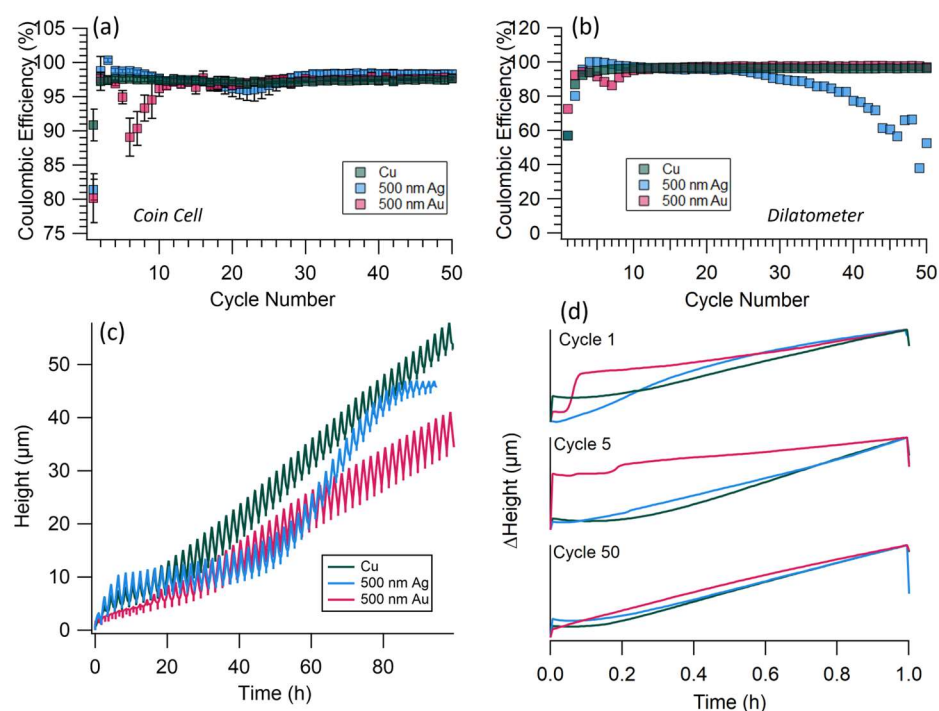 (a)
Coulombic Efficiency (%)
105
100
95
90
85
80
75
Cu
500 nm Ag
500 nm Au
Coin Cell
10
20
30
40
50
Cycle Number
(b)
Coulombic Efficiency (%)
120
100
80
60
40
20
0
Cu
500 nm Ag
500 nm Au
Dilatometer
10
20
30
40
50
Cycle Number
(c)
Height (µm)
50
40
30
20
10
0
Cu
500 nm Ag
500 nm Au
0
20
40
60
80
Time (h)
(d)
ΔHeight (µm)
Cycle 1
Cycle 5
Cycle 50
0.0
0.2
0.4
0.6
0.8
1.0
Time (h)